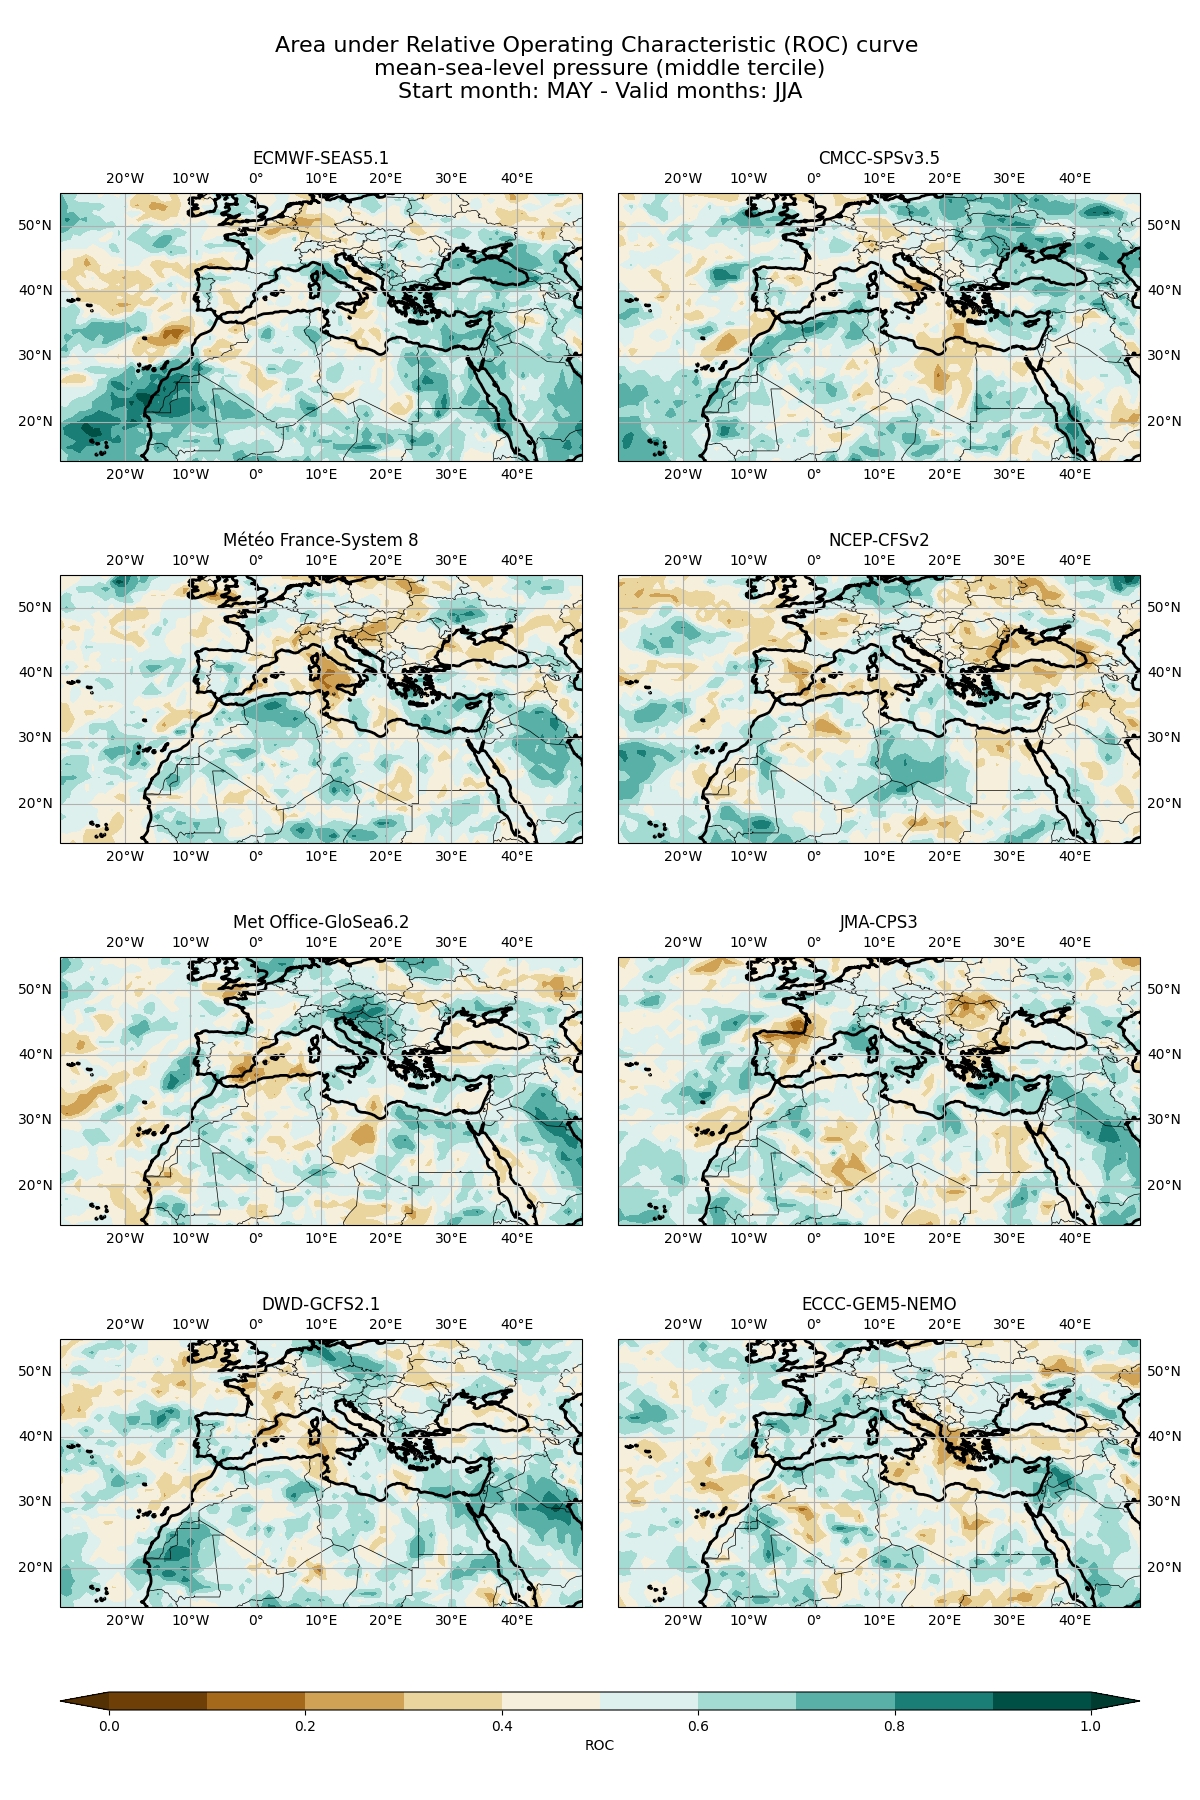 Area under Relative Operating Characteristic (ROC) curve
mean-sea-level pressure (middle tercile)
Start month: MAY - Valid months: JJA
ECMWF-SEAS5.1
20°W 10°W 0° 10°E 20°E 30°E 40°E
50°N
40°N
30°N
20°N
20°W 10°W 0° 10°E 20°E 30°E 40°E
CMCC-SPSv3.5
20°W 10°W 0° 10°E 20°E 30°E 40°E
50°N
40°N
30°N
20°N
20°W 10°W 0° 10°E 20°E 30°E 40°E
Météo France-System 8
20°W 10°W 0° 10°E 20°E 30°E 40°E
50°N
40°N
30°N
20°N
20°W 10°W 0° 10°E 20°E 30°E 40°E
NCEP-CFSv2
20°W 10°W 0° 10°E 20°E 30°E 40°E
50°N
40°N
30°N
20°N
20°W 10°W 0° 10°E 20°E 30°E 40°E
Met Office-GloSea6.2
20°W 10°W 0° 10°E 20°E 30°E 40°E
50°N
40°N
30°N
20°N
20°W 10°W 0° 10°E 20°E 30°E 40°E
JMA-CPS3
20°W 10°W 0° 10°E 20°E 30°E 40°E
50°N
40°N
30°N
20°N
20°W 10°W 0° 10°E 20°E 30°E 40°E
DWD-GCFS2.1
20°W 10°W 0° 10°E 20°E 30°E 40°E
50°N
40°N
30°N
20°N
20°W 10°W 0° 10°E 20°E 30°E 40°E
ECCC-GEM5-NEMO
20°W 10°W 0° 10°E 20°E 30°E 40°E
50°N
40°N
30°N
20°N
20°W 10°W 0° 10°E 20°E 30°E 40°E
0.0 0.2 0.4 0.6 0.8 1.0
ROC